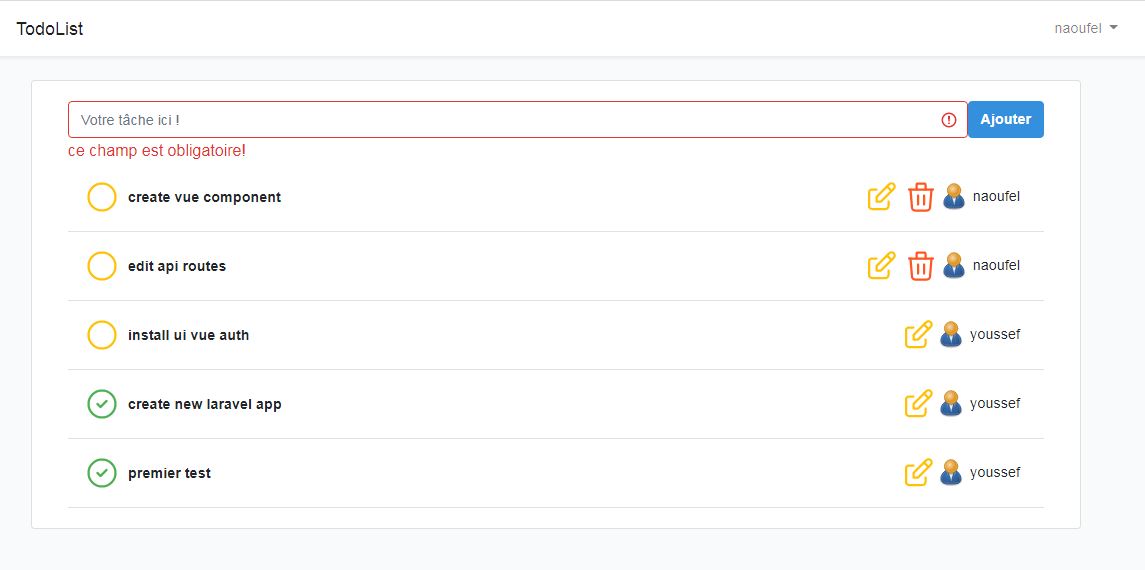 TodoList naoufel
Votre tâche ici !
Ajouter
ce champ est obligatoire!
create vue component naoufel
edit api routes naoufel
install ui vue auth youssef
create new laravel app youssef
premier test youssef